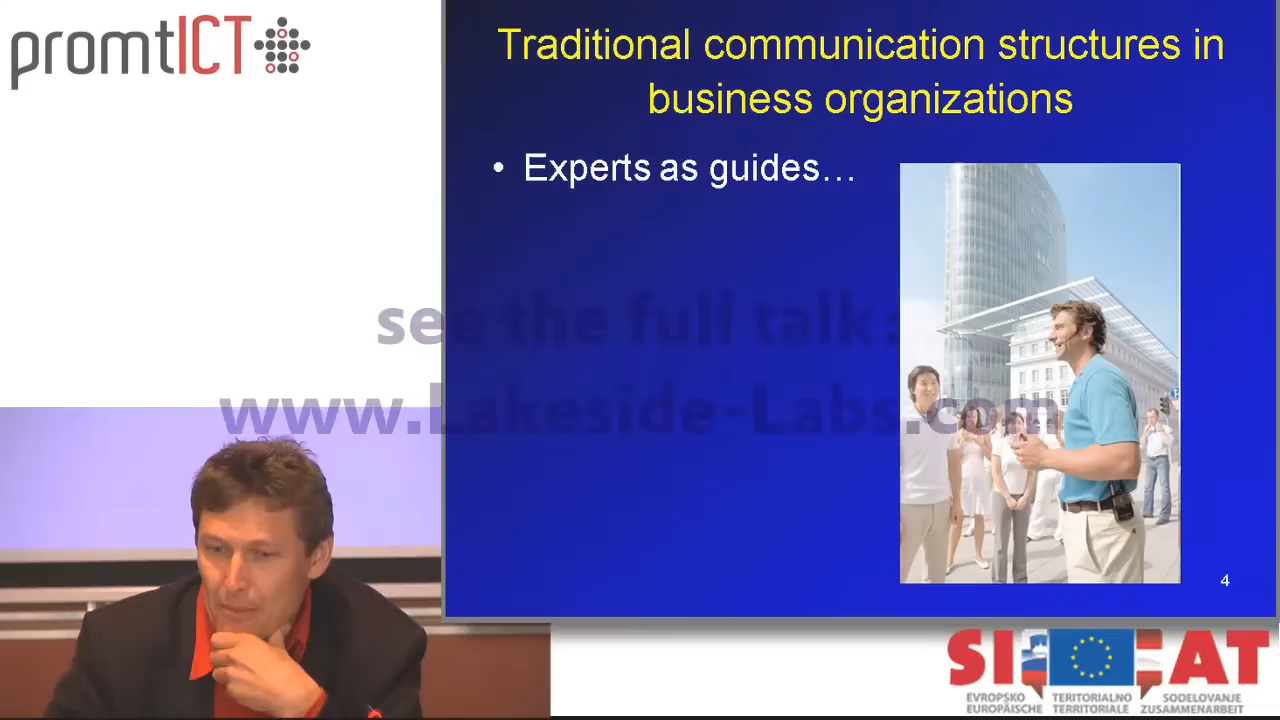 promtICT
Traditional communication structures in
business organizations
• Experts as guides…
see the full talks
www.Lakeside-Labs.com
4
SI AT
EVROPSKO TERITORIALNO SODELOVANJE
EUROPÄISCHE TERRITORIALE ZUSAMMENARBEIT